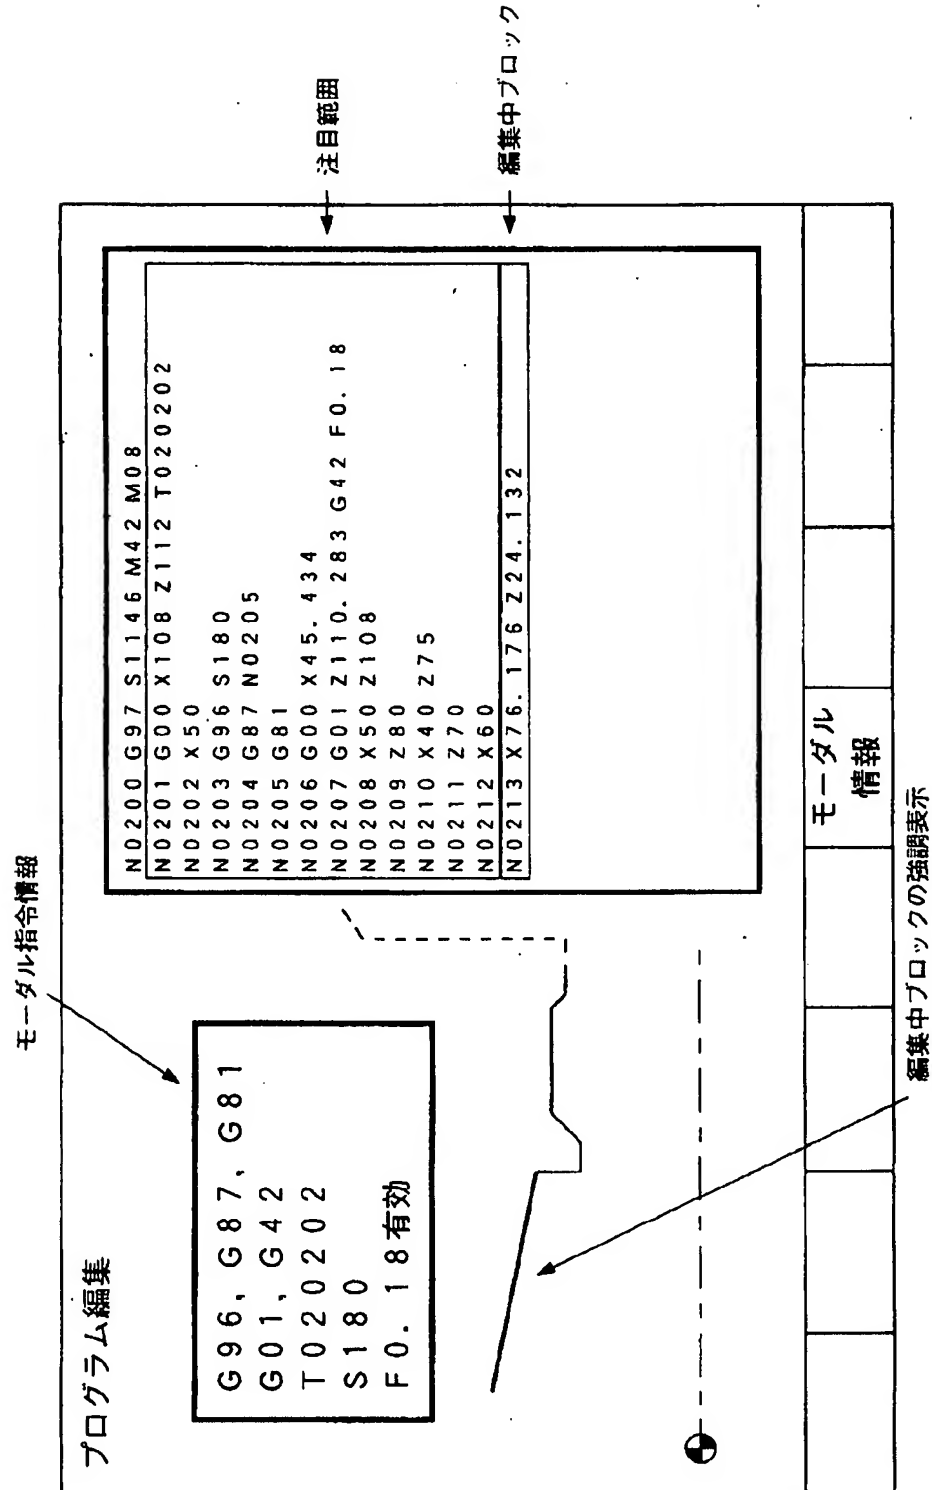 モーダル指令情報
プログラム編集
G96, G87, G81
G01, G42
T020202
S180
F0.18有効
N0200 G97 S1146 M42 M08
N0201 G00 X108 Z112 T020202
N0202 X50
N0203 G96 S180
N0204 G87 N0205
N0205 G81
N0206 G00 X45.434
N0207 G01 Z110.283 G42 F0.18
N0208 X50 Z108
N0209 Z80
N0210 X40 Z75
N0211 Z70
N0212 X60
N0213 X76.176 Z24.132
注目範囲
編集中ブロック
モーダル
情報
編集中ブロックの強調表示